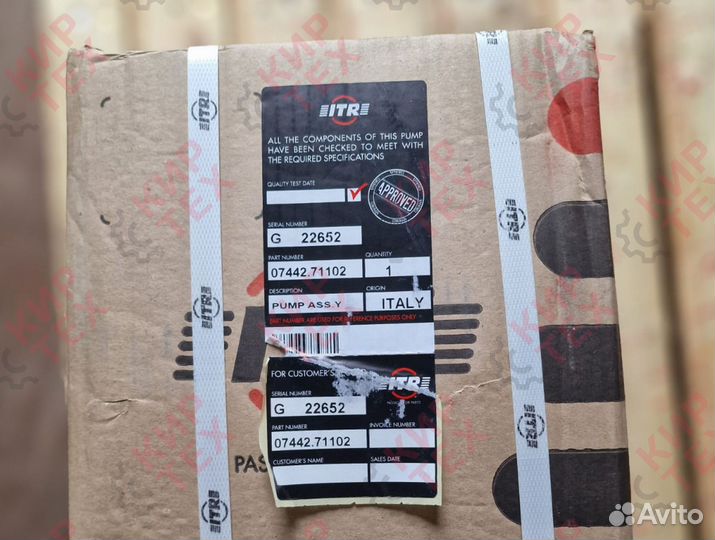 ITR
ALL THE COMPONENTS OF THIS PUMP
HAVE BEEN CHECKED TO MEET WITH
THE REQUIRED SPECIFICATIONS
QUALITY TEST DATE
APPROVED
SERIAL NUMBER
G 22652
PART NUMBER
QUANTITY
07442.71102
1
DESCRIPTION
ORIGIN
PUMP ASS.Y
ITALY
PART NUMBER ARE USED FOR REFERENCE PURPOSES ONLY
FOR CUSTOMER'S
ITR
SERIAL NUMBER
G 22652
PART NUMBER
INVOICE NUMBER
07442.71102
CUSTOMER'S NAME
SALES DATE
PAS
ITR
ITR
ITR
ITR
ITR
ITR
КИР
ТЕХ
Avito